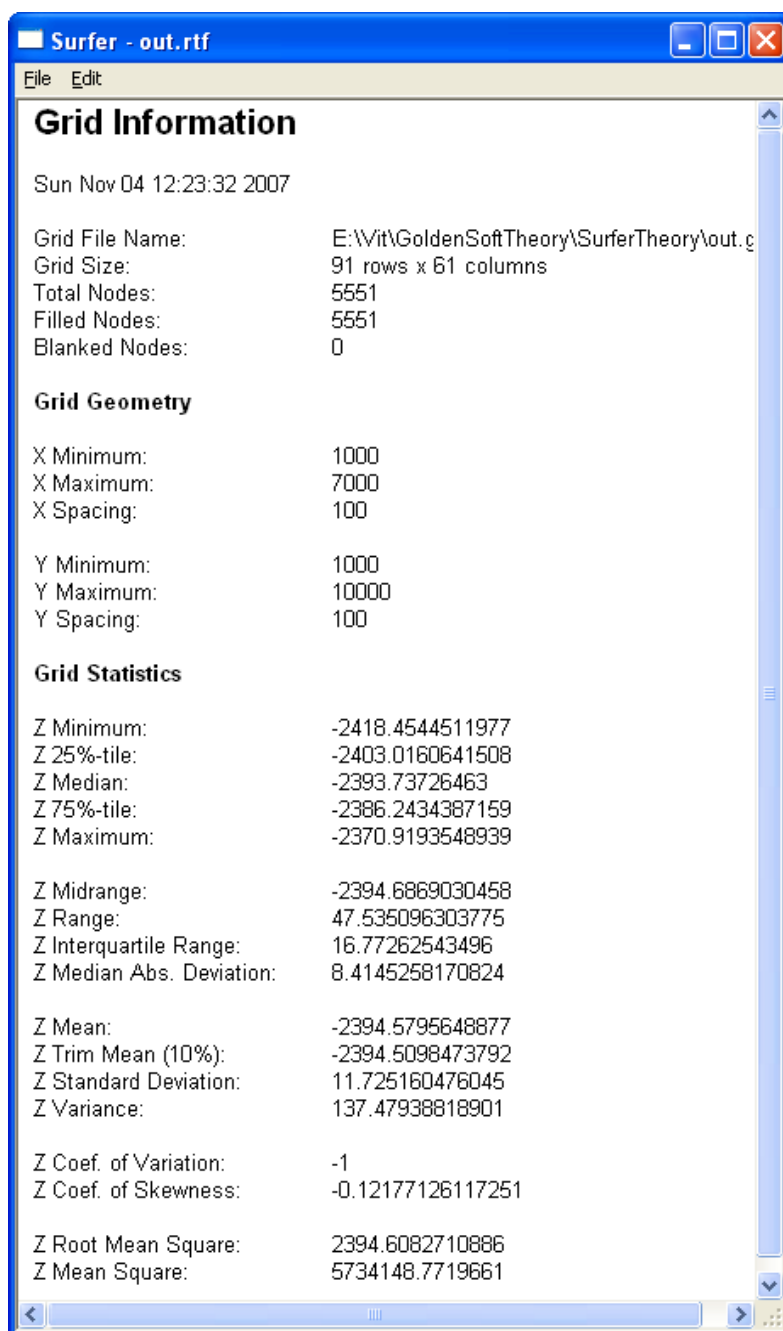 Surfer - out.rtf
File Edit
Grid Information
Sun Nov 04 12:23:32 2007
Grid File Name: E:\Vit\GoldenSoftTheory\SurferTheory\out.g
Grid Size: 91 rows x 61 columns
Total Nodes: 5551
Filled Nodes: 5551
Blanked Nodes: 0
Grid Geometry
X Minimum: 1000
X Maximum: 7000
X Spacing: 100
Y Minimum: 1000
Y Maximum: 10000
Y Spacing: 100
Grid Statistics
Z Minimum: -2418.4544511977
Z 25%-tile: -2403.0160641508
Z Median: -2393.73726463
Z 75%-tile: -2386.2434387159
Z Maximum: -2370.9193548939
Z Midrange: -2394.6869030458
Z Range: 47.535096303775
Z Interquartile Range: 16.77262543496
Z Median Abs. Deviation: 8.4145258170824
Z Mean: -2394.5795648877
Z Trim Mean (10%): -2394.5098473792
Z Standard Deviation: 11.725160476045
Z Variance: 137.47938818901
Z Coef. of Variation: -1
Z Coef. of Skewness: -0.12177126117251
Z Root Mean Square: 2394.6082710886
Z Mean Square: 5734148.7719661